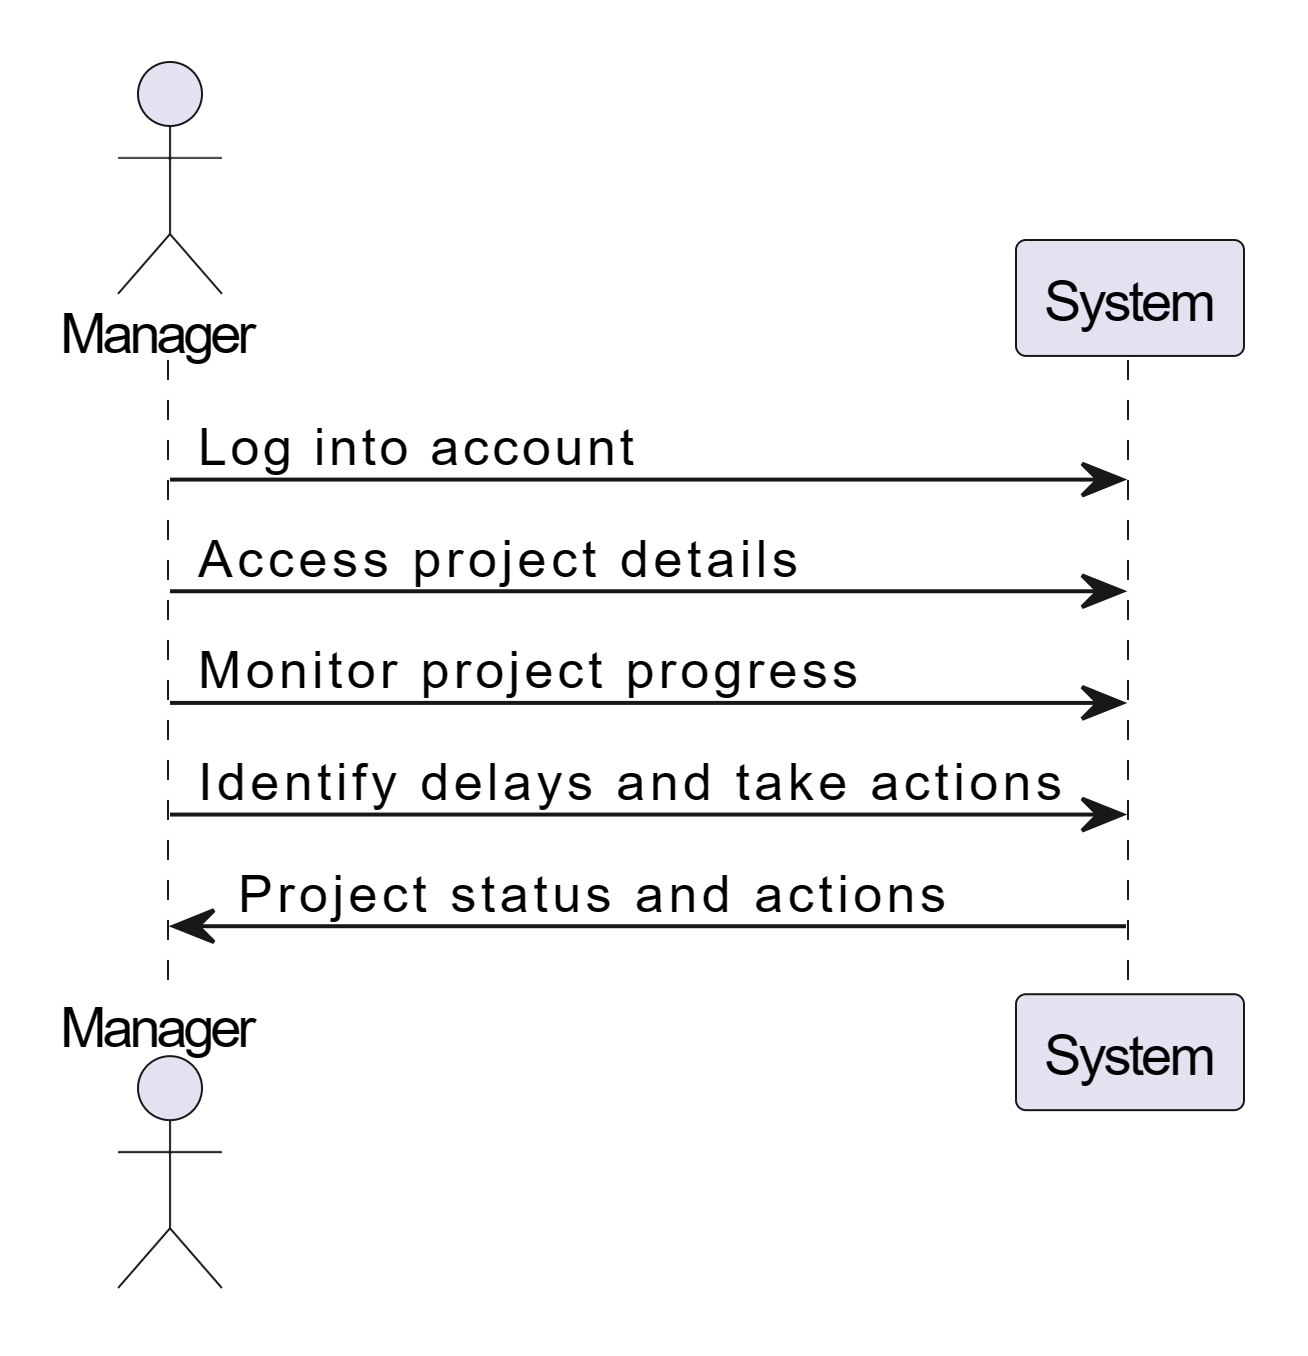 Manager
System
Log into account
Access project details
Monitor project progress
Identify delays and take actions
Project status and actions
Manager
System